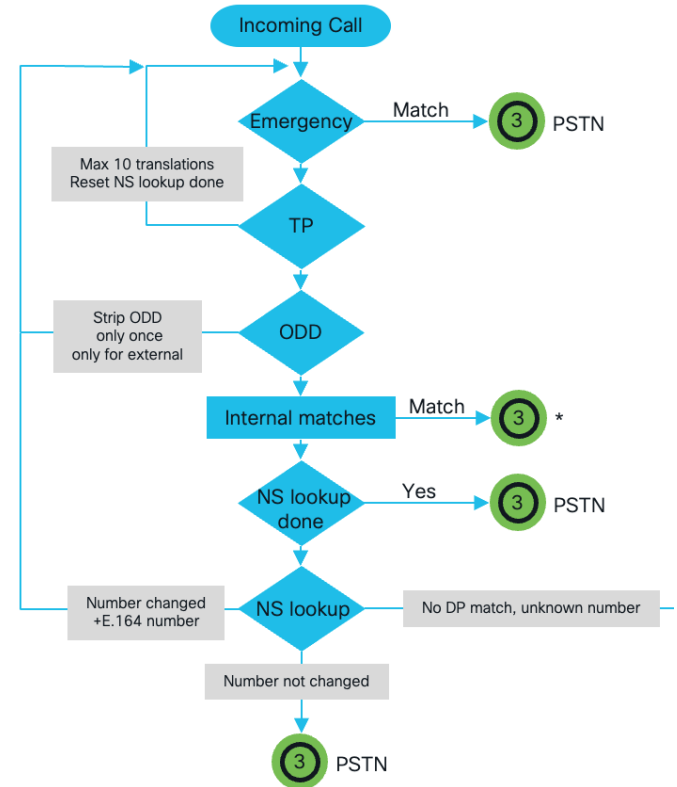 Incoming Call
Emergency
Match
3
PSTN
Max 10 translations
Reset NS lookup done
TP
Strip ODD
only once
only for external
ODD
Internal matches
Match
3
*
NS lookup
done
Yes
3
PSTN
Number changed
+E.164 number
NS lookup
No DP match, unknown number
Number not changed
3
PSTN